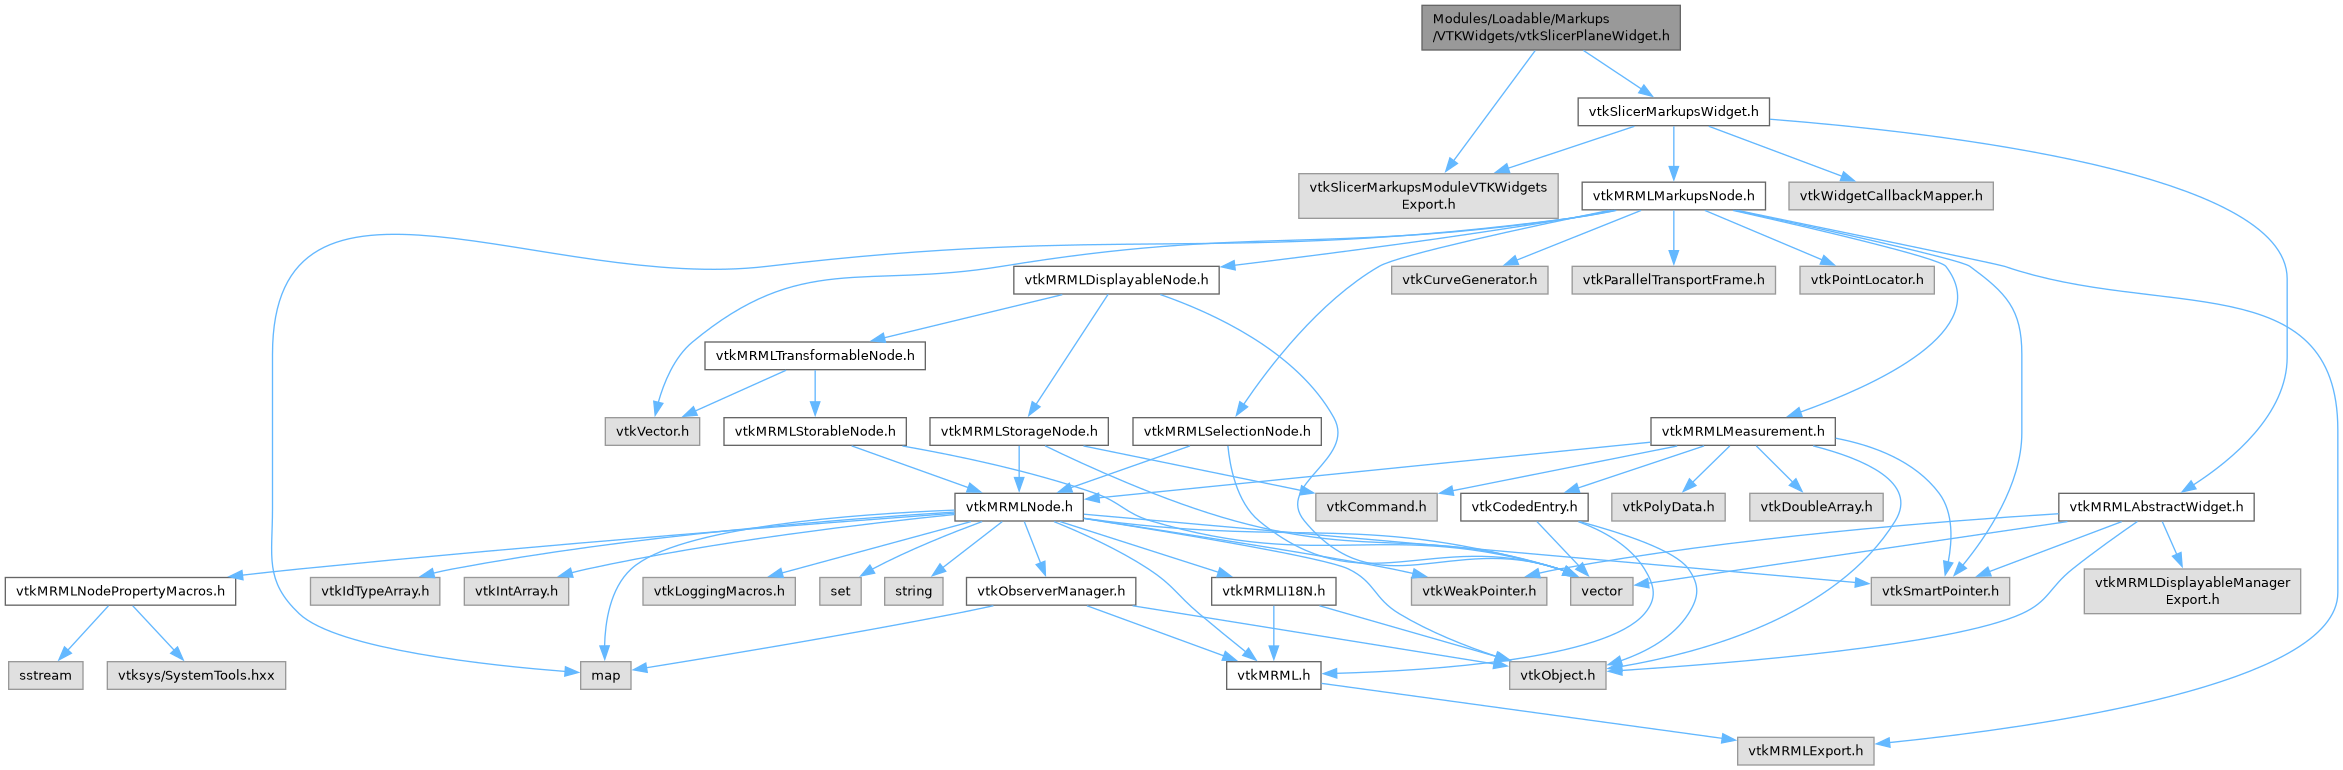 Modules/Loadable/Markups
/VTKWidgets/vtkSlicerPlaneWidget.h
vtkSlicerMarkupsWidget.h
vtkSlicerMarkupsModuleVTKWidgets
Export.h
vtkMRMLMarkupsNode.h
vtkWidgetCallbackMapper.h
vtkMRMLDisplayableNode.h
vtkCurveGenerator.h
vtkParallelTransportFrame.h
vtkPointLocator.h
vtkMRMLTransformableNode.h
vtkVector.h
vtkMRMLStorableNode.h
vtkMRMLStorageNode.h
vtkMRMLSelectionNode.h
vtkMRMLMeasurement.h
vtkMRMLNode.h
vtkCommand.h
vtkCodedEntry.h
vtkPolyData.h
vtkDoubleArray.h
vtkMRMLAbstractWidget.h
vtkMRMLNodePropertyMacros.h
vtkIdTypeArray.h
vtkIntArray.h
vtkLoggingMacros.h
set
string
vtkObserverManager.h
vtkMRMLI18N.h
vtkWeakPointer.h
vector
vtkSmartPointer.h
vtkMRMLDisplayableManager
Export.h
sstream
vtksys/SystemTools.hxx
map
vtkMRML.h
vtkObject.h
vtkMRMLExport.h